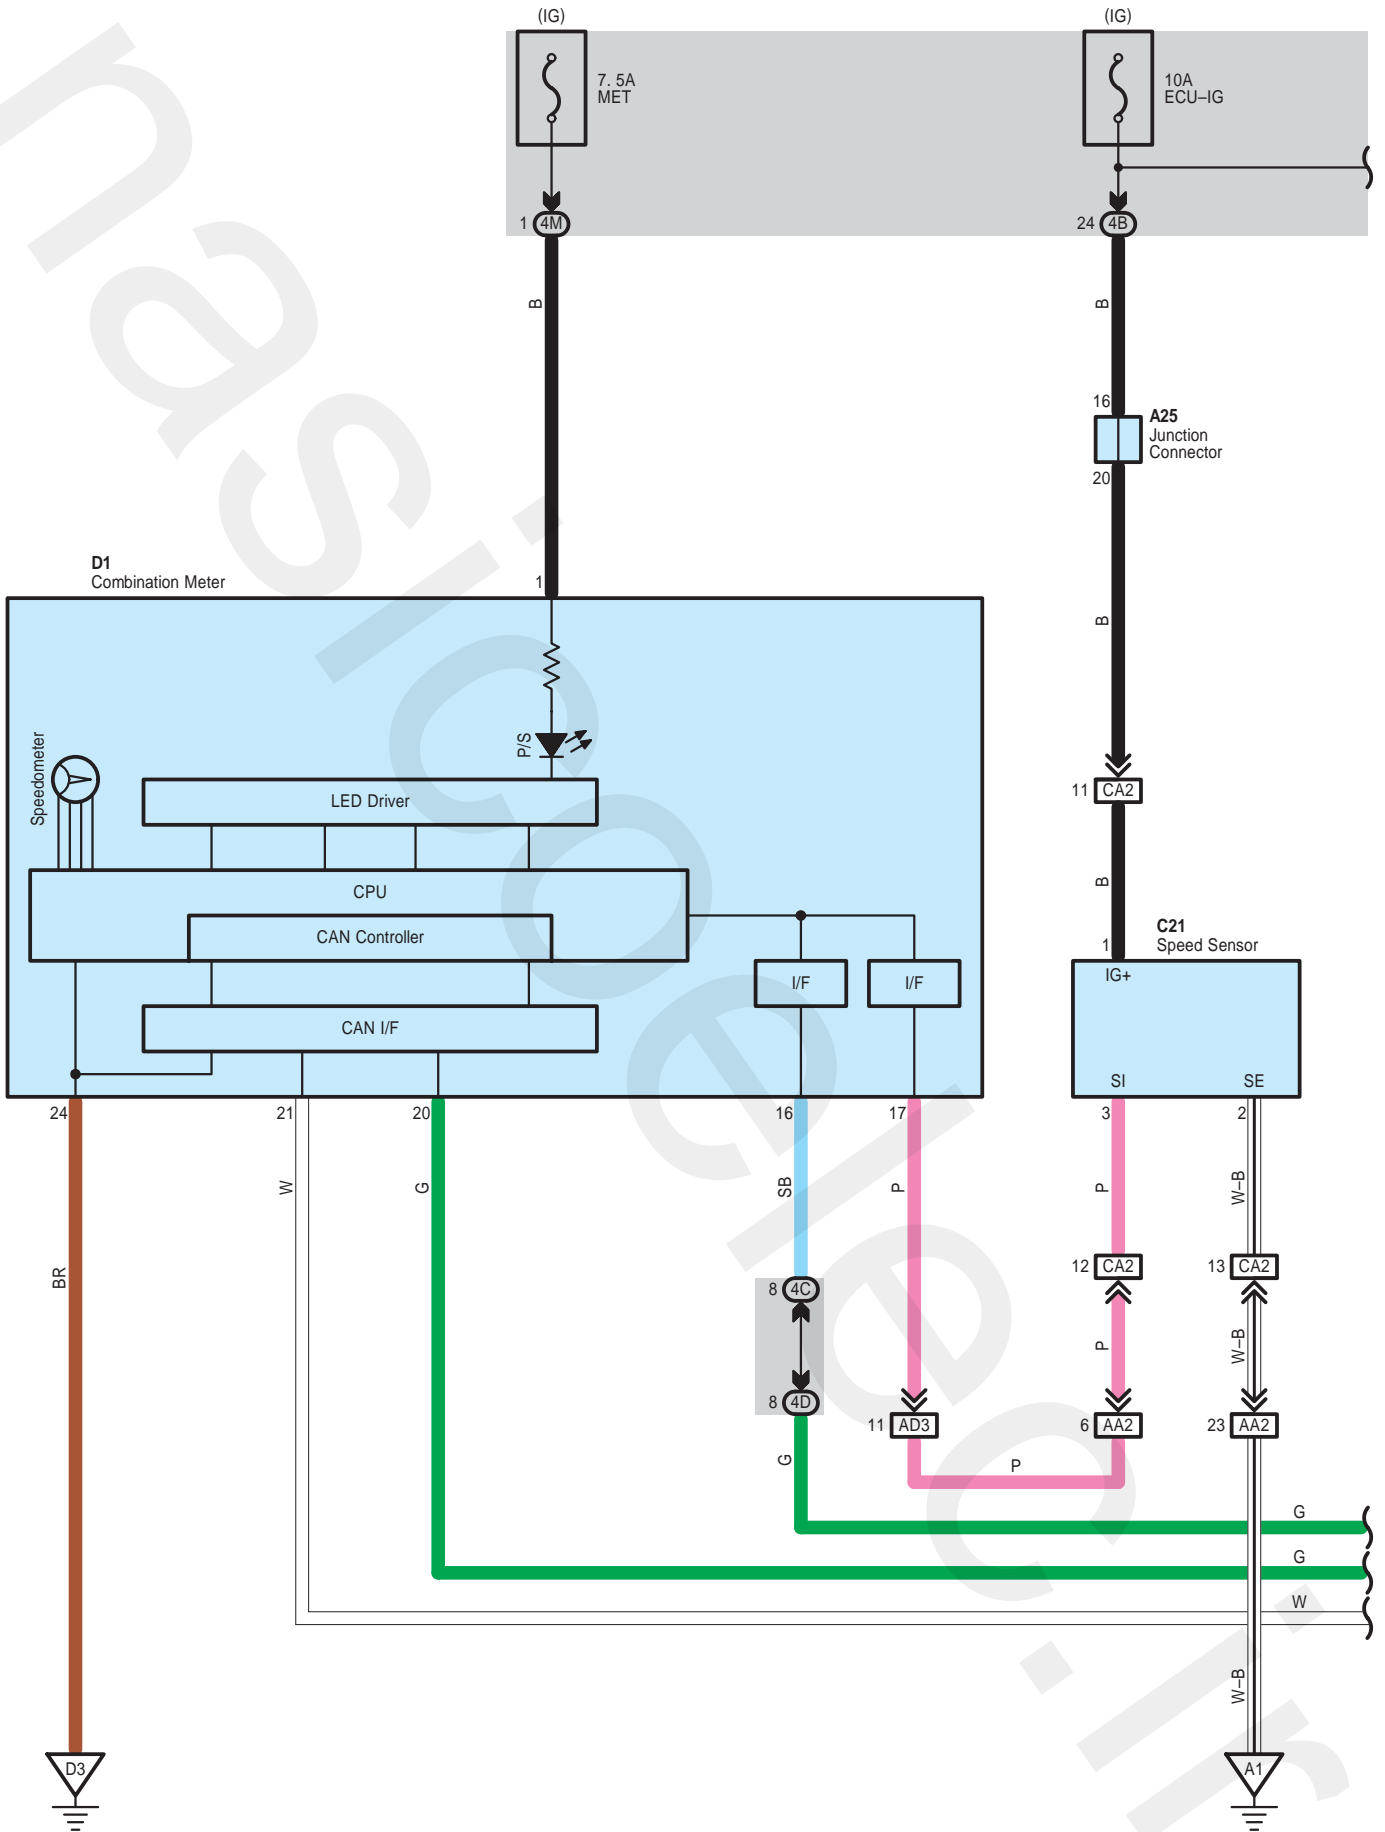 (IG)
(IG)
7. 5A
MET
10A
ECU–IG
1 4M
24 4B
B
B
16
A25
Junction
Connector
20
D1
Combination Meter
1
B
Speedometer
P/S
LED Driver
11 CA2
CPU
B
CAN Controller
C21
Speed Sensor
1
IG+
I/F
I/F
CAN I/F
SI
SE
24
21
20
16
17
3
2
W
G
SB
P
P
W–B
BR
12 CA2
13 CA2
8 4C
P
W–B
8 4D
11 AD3
6 AA2
23 AA2
G
P
G
G
W
W–B
D3
A1
nasicoelec.ir